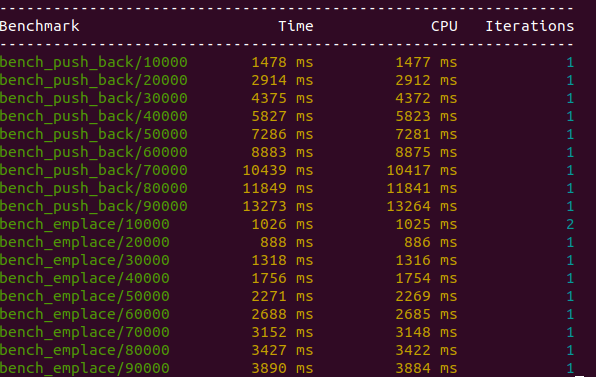 ---------------------------------------------------------------
Benchmark                     Time             CPU   Iterations
---------------------------------------------------------------
bench_push_back/10000      1478 ms         1477 ms            1
bench_push_back/20000      2914 ms         2912 ms            1
bench_push_back/30000      4375 ms         4372 ms            1
bench_push_back/40000      5827 ms         5823 ms            1
bench_push_back/50000      7286 ms         7281 ms            1
bench_push_back/60000      8883 ms         8875 ms            1
bench_push_back/70000     10439 ms        10417 ms            1
bench_push_back/80000     11849 ms        11841 ms            1
bench_push_back/90000     13273 ms        13264 ms            1
bench_emplace/10000        1026 ms         1025 ms            2
bench_emplace/20000         888 ms          886 ms            1
bench_emplace/30000        1318 ms         1316 ms            1
bench_emplace/40000        1756 ms         1754 ms            1
bench_emplace/50000        2271 ms         2269 ms            1
bench_emplace/60000        2688 ms         2685 ms            1
bench_emplace/70000        3152 ms         3148 ms            1
bench_emplace/80000        3427 ms         3422 ms            1
bench_emplace/90000        3890 ms         3884 ms            1